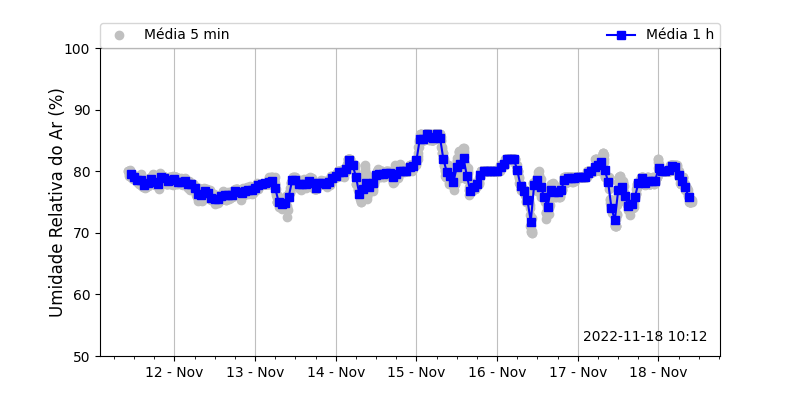 Média 5 min
Média 1 h
Umidade Relativa do Ar (%)
100
90
80
70
60
50
2022-11-18 10:12
12 - Nov
13 - Nov
14 - Nov
15 - Nov
16 - Nov
17 - Nov
18 - Nov